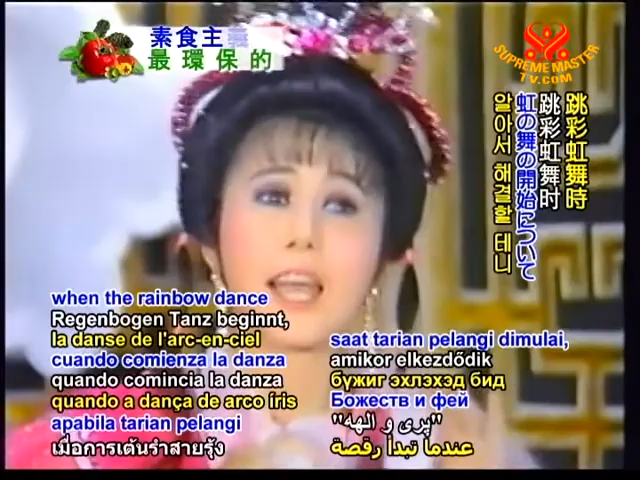 素食主義
最環保的
SUPREME MASTER
TV.COM
跳彩虹舞時
跳彩虹舞时
虹の舞の開始について
알아서 해결할 테니
when the rainbow dance
Regenbogen Tanz beginnt,
la danse de l'arc-en-ciel
cuando comienza la danza
quando comincia la danza
quando a dança de arco íris
apabila tarian pelangi
เมื่อการเต้นรำสายรุ้ง
saat tarian pelangi dimulai,
amikor elkezdődik
бүжиг эхлэхэд бид
Божеств и фей
"پری و الهه"
عندما تبدأ رقصة